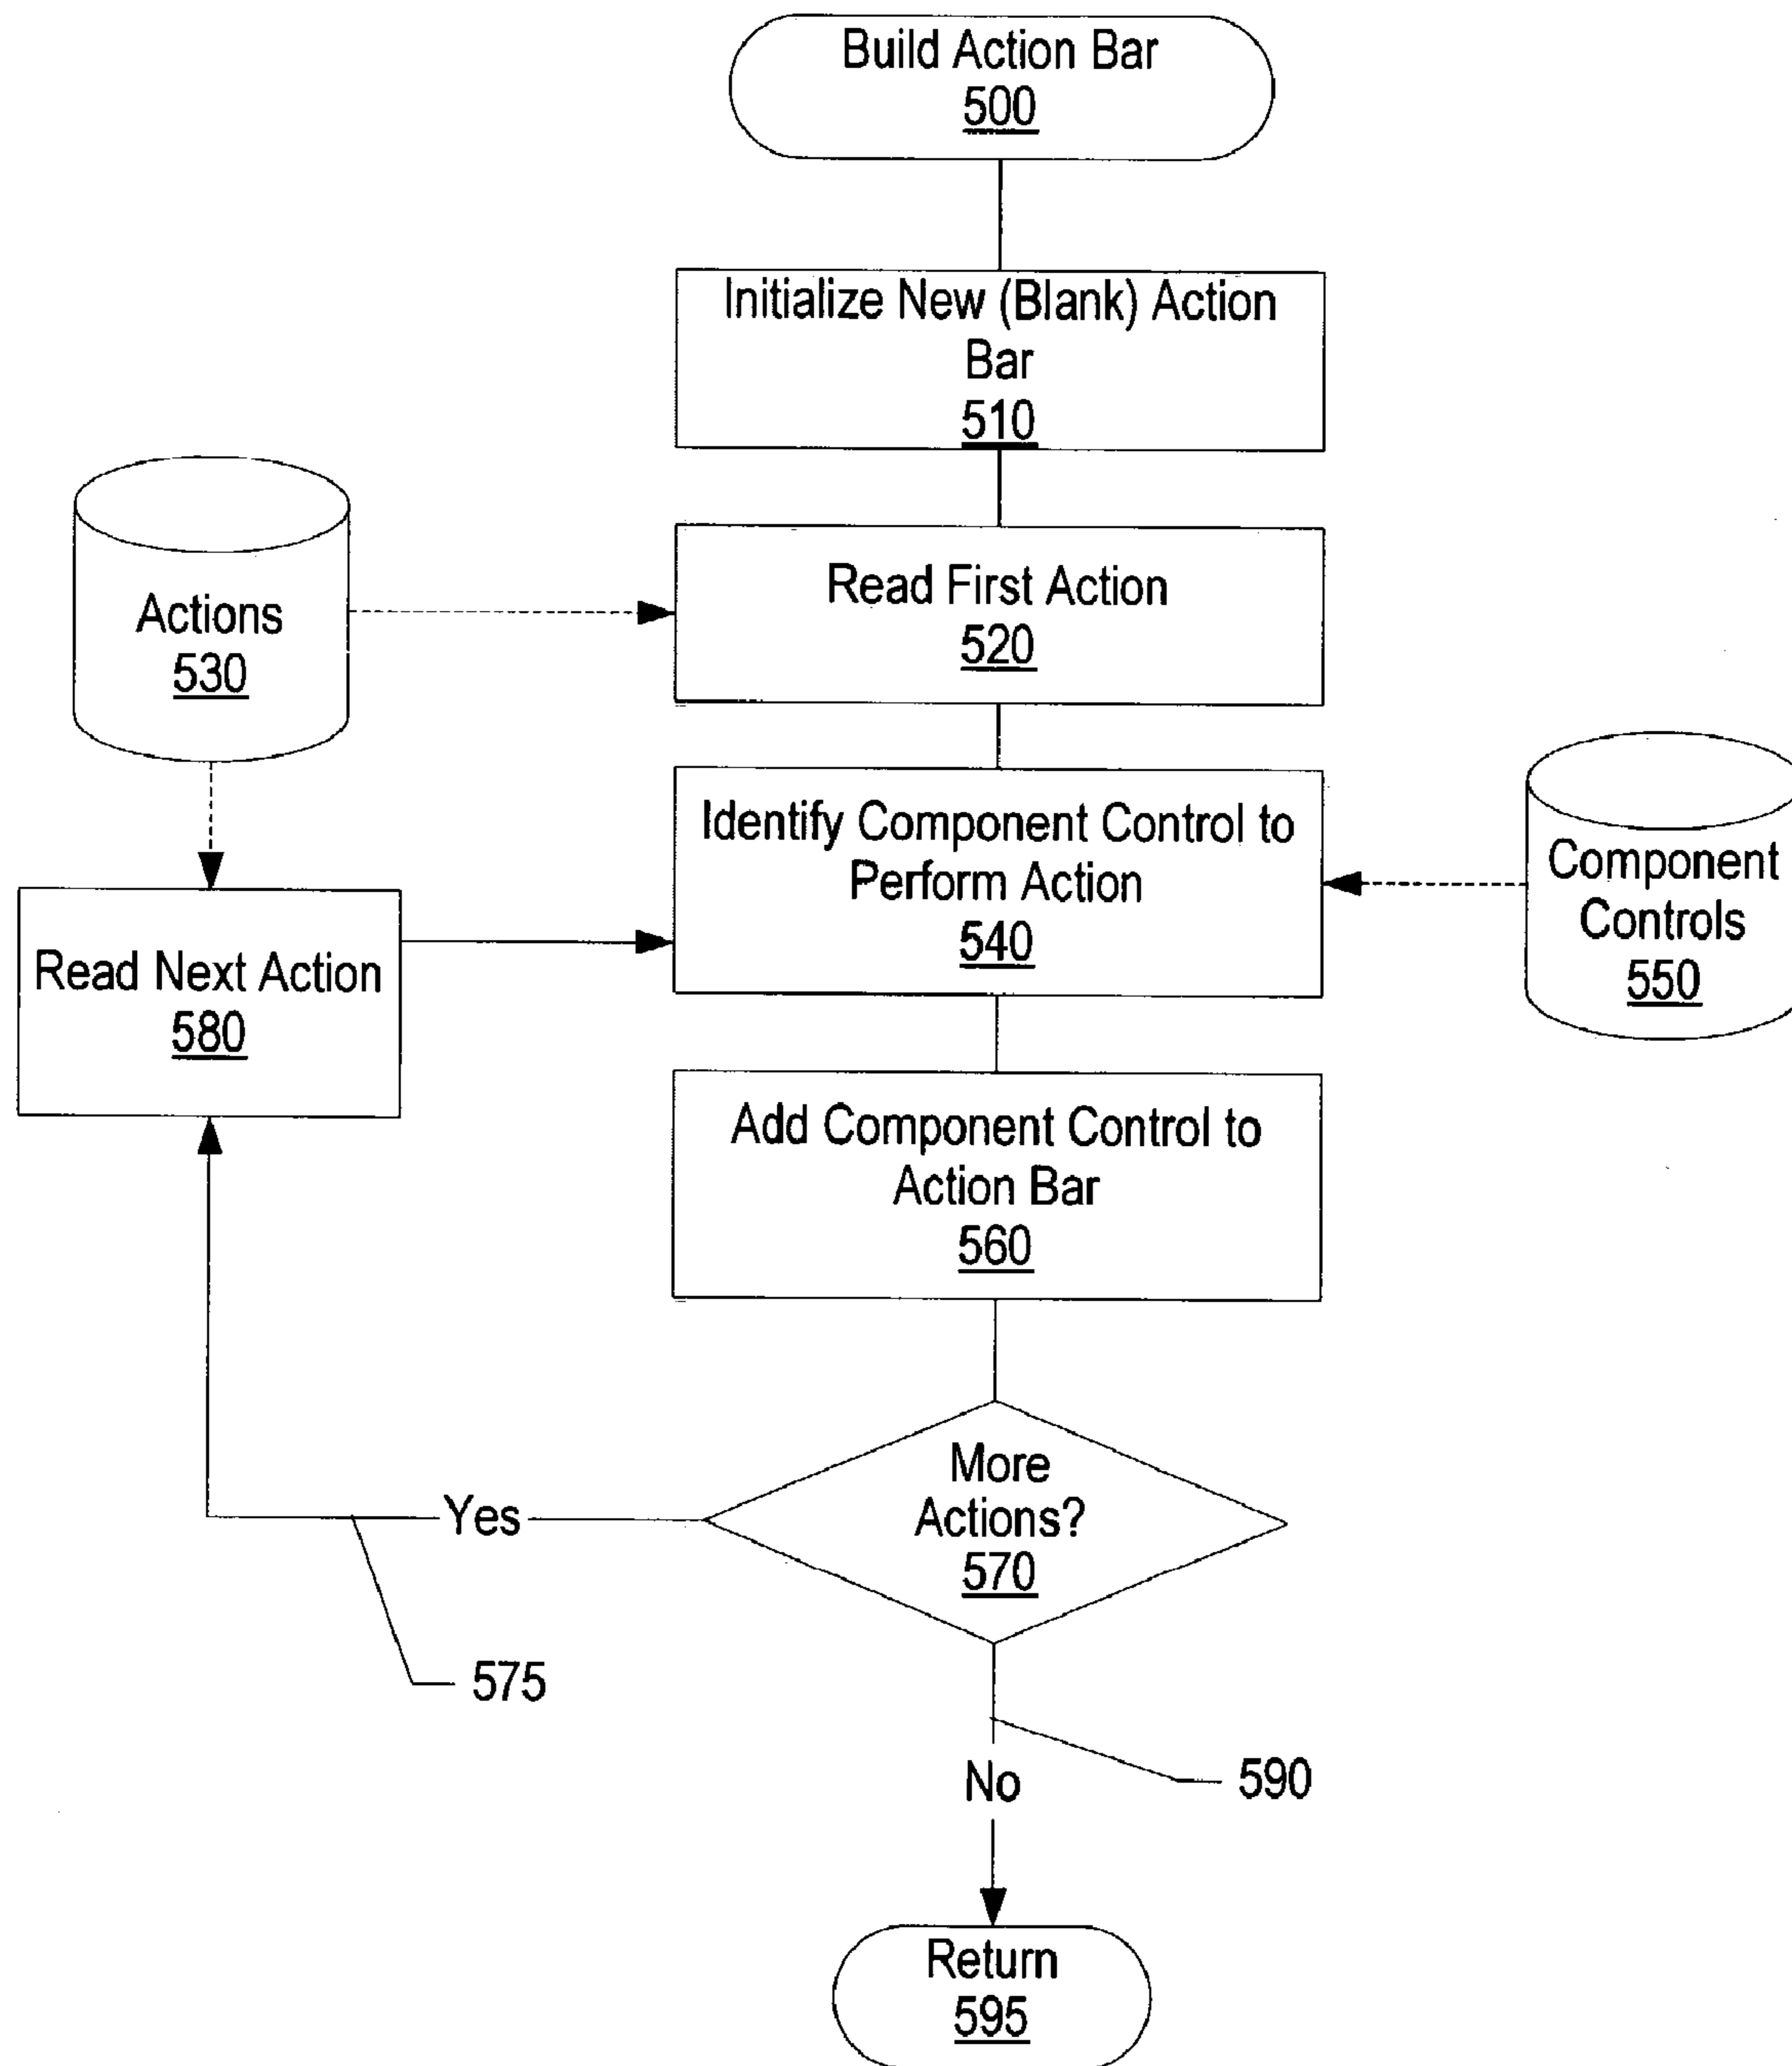 Build Action Bar
500
Initialize New (Blank) Action
Bar
510
Actions
530
Read First Action
520
Identify Component Control to
Perform Action
540
Component
Controls
550
Read Next Action
580
Add Component Control to
Action Bar
560
More
Actions?
570
Yes
575
590
No
Return
595